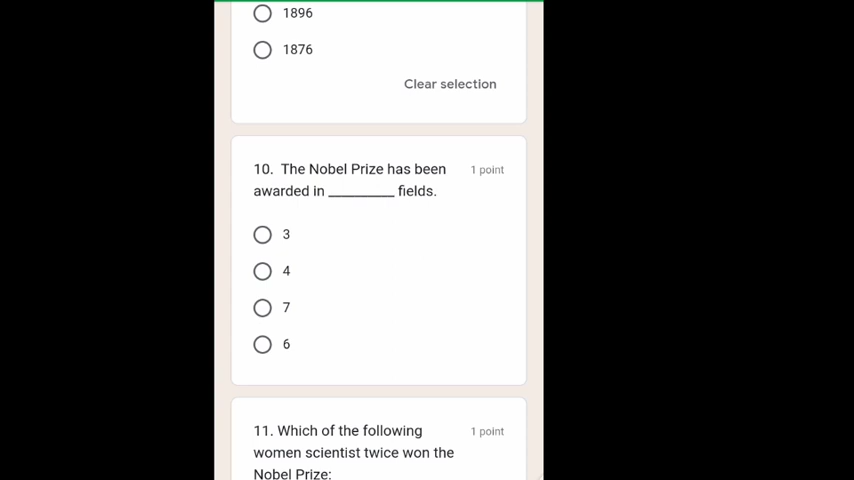 1896
1876
Clear selection
10. The Nobel Prize has been 1 point
awarded in _________ fields.
3
4
7
6
11. Which of the following 1 point
women scientist twice won the
Nobel Prize: